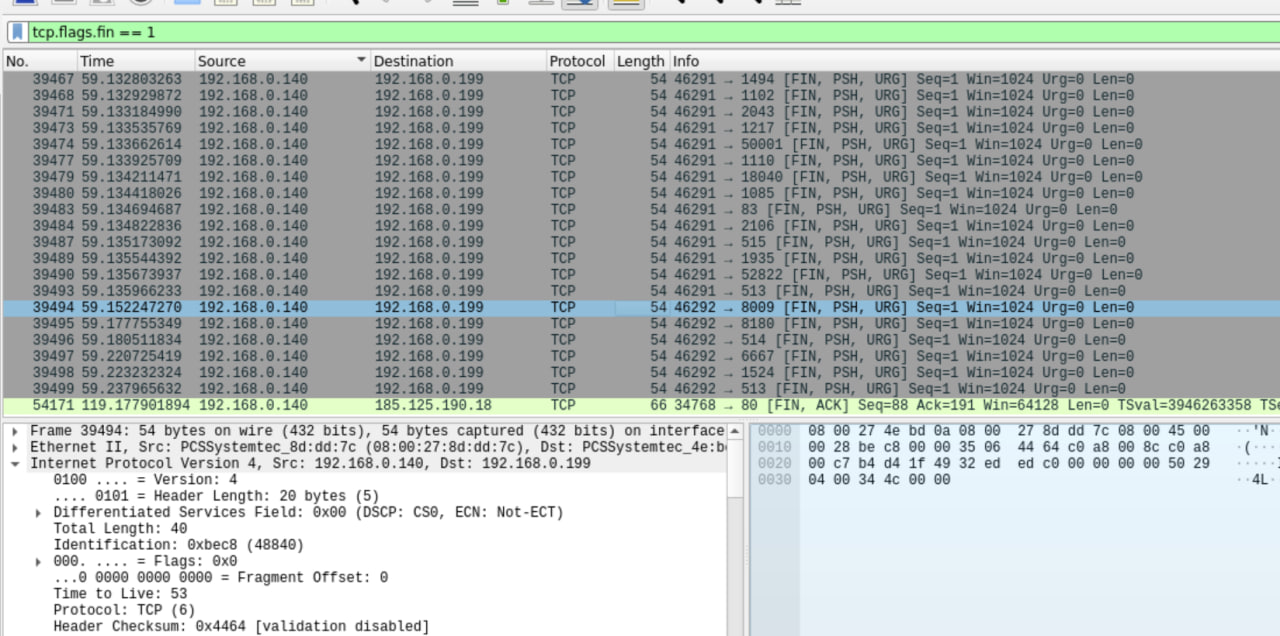 tcp.flags.fin == 1
No. Time Source Destination Protocol Length Info
39467 59.132803263 192.168.0.140 192.168.0.199 TCP 54 46291 → 1494 [FIN, PSH, URG] Seq=1 Win=1024 Urg=0 Len=0
39468 59.132929872 192.168.0.140 192.168.0.199 TCP 54 46291 → 1102 [FIN, PSH, URG] Seq=1 Win=1024 Urg=0 Len=0
39471 59.133184990 192.168.0.140 192.168.0.199 TCP 54 46291 → 2043 [FIN, PSH, URG] Seq=1 Win=1024 Urg=0 Len=0
39473 59.133535769 192.168.0.140 192.168.0.199 TCP 54 46291 → 1217 [FIN, PSH, URG] Seq=1 Win=1024 Urg=0 Len=0
39474 59.133662614 192.168.0.140 192.168.0.199 TCP 54 46291 → 50001 [FIN, PSH, URG] Seq=1 Win=1024 Urg=0 Len=0
39477 59.133925709 192.168.0.140 192.168.0.199 TCP 54 46291 → 1110 [FIN, PSH, URG] Seq=1 Win=1024 Urg=0 Len=0
39479 59.134211471 192.168.0.140 192.168.0.199 TCP 54 46291 → 18040 [FIN, PSH, URG] Seq=1 Win=1024 Urg=0 Len=0
39480 59.134418026 192.168.0.140 192.168.0.199 TCP 54 46291 → 1085 [FIN, PSH, URG] Seq=1 Win=1024 Urg=0 Len=0
39483 59.134694687 192.168.0.140 192.168.0.199 TCP 54 46291 → 83 [FIN, PSH, URG] Seq=1 Win=1024 Urg=0 Len=0
39484 59.134822836 192.168.0.140 192.168.0.199 TCP 54 46291 → 2106 [FIN, PSH, URG] Seq=1 Win=1024 Urg=0 Len=0
39487 59.135173092 192.168.0.140 192.168.0.199 TCP 54 46291 → 515 [FIN, PSH, URG] Seq=1 Win=1024 Urg=0 Len=0
39489 59.135544392 192.168.0.140 192.168.0.199 TCP 54 46291 → 1935 [FIN, PSH, URG] Seq=1 Win=1024 Urg=0 Len=0
39490 59.135673937 192.168.0.140 192.168.0.199 TCP 54 46291 → 52822 [FIN, PSH, URG] Seq=1 Win=1024 Urg=0 Len=0
39493 59.135966233 192.168.0.140 192.168.0.199 TCP 54 46291 → 513 [FIN, PSH, URG] Seq=1 Win=1024 Urg=0 Len=0
39494 59.152247270 192.168.0.140 192.168.0.199 TCP 54 46292 → 8009 [FIN, PSH, URG] Seq=1 Win=1024 Urg=0 Len=0
39495 59.177755349 192.168.0.140 192.168.0.199 TCP 54 46292 → 8180 [FIN, PSH, URG] Seq=1 Win=1024 Urg=0 Len=0
39496 59.180511834 192.168.0.140 192.168.0.199 TCP 54 46292 → 514 [FIN, PSH, URG] Seq=1 Win=1024 Urg=0 Len=0
39497 59.220725419 192.168.0.140 192.168.0.199 TCP 54 46292 → 6667 [FIN, PSH, URG] Seq=1 Win=1024 Urg=0 Len=0
39498 59.223232324 192.168.0.140 192.168.0.199 TCP 54 46292 → 1524 [FIN, PSH, URG] Seq=1 Win=1024 Urg=0 Len=0
39499 59.237965632 192.168.0.140 192.168.0.199 TCP 54 46292 → 513 [FIN, PSH, URG] Seq=1 Win=1024 Urg=0 Len=0
54171 119.177901894 192.168.0.140 185.125.190.18 TCP 66 34768 → 80 [FIN, ACK] Seq=88 Ack=191 Win=64128 Len=0 TSval=3946263358 TSe
Frame 39494: 54 bytes on wire (432 bits), 54 bytes captured (432 bits) on interface
Ethernet II, Src: PCSSystemtec_8d:dd:7c (08:00:27:8d:dd:7c), Dst: PCSSystemtec_4e:b
Internet Protocol Version 4, Src: 192.168.0.140, Dst: 192.168.0.199
0100 .... = Version: 4
.... 0101 = Header Length: 20 bytes (5)
Differentiated Services Field: 0x00 (DSCP: CS0, ECN: Not-ECT)
Total Length: 40
Identification: 0xbec8 (48840)
000. .... = Flags: 0x0
...0 0000 0000 0000 = Fragment Offset: 0
Time to Live: 53
Protocol: TCP (6)
Header Checksum: 0x4464 [validation disabled]
0000 08 00 27 4e bd 0a 08 00 27 8d dd 7c 08 00 45 00 ··'N·
0010 00 28 be c8 00 00 35 06 44 64 c0 a8 00 8c c0 a8 ·(···
0020 00 c7 b4 d4 1f 49 32 ed ed c0 00 00 00 00 50 29 ·····I
0030 04 00 34 4c 00 00 ··4L·